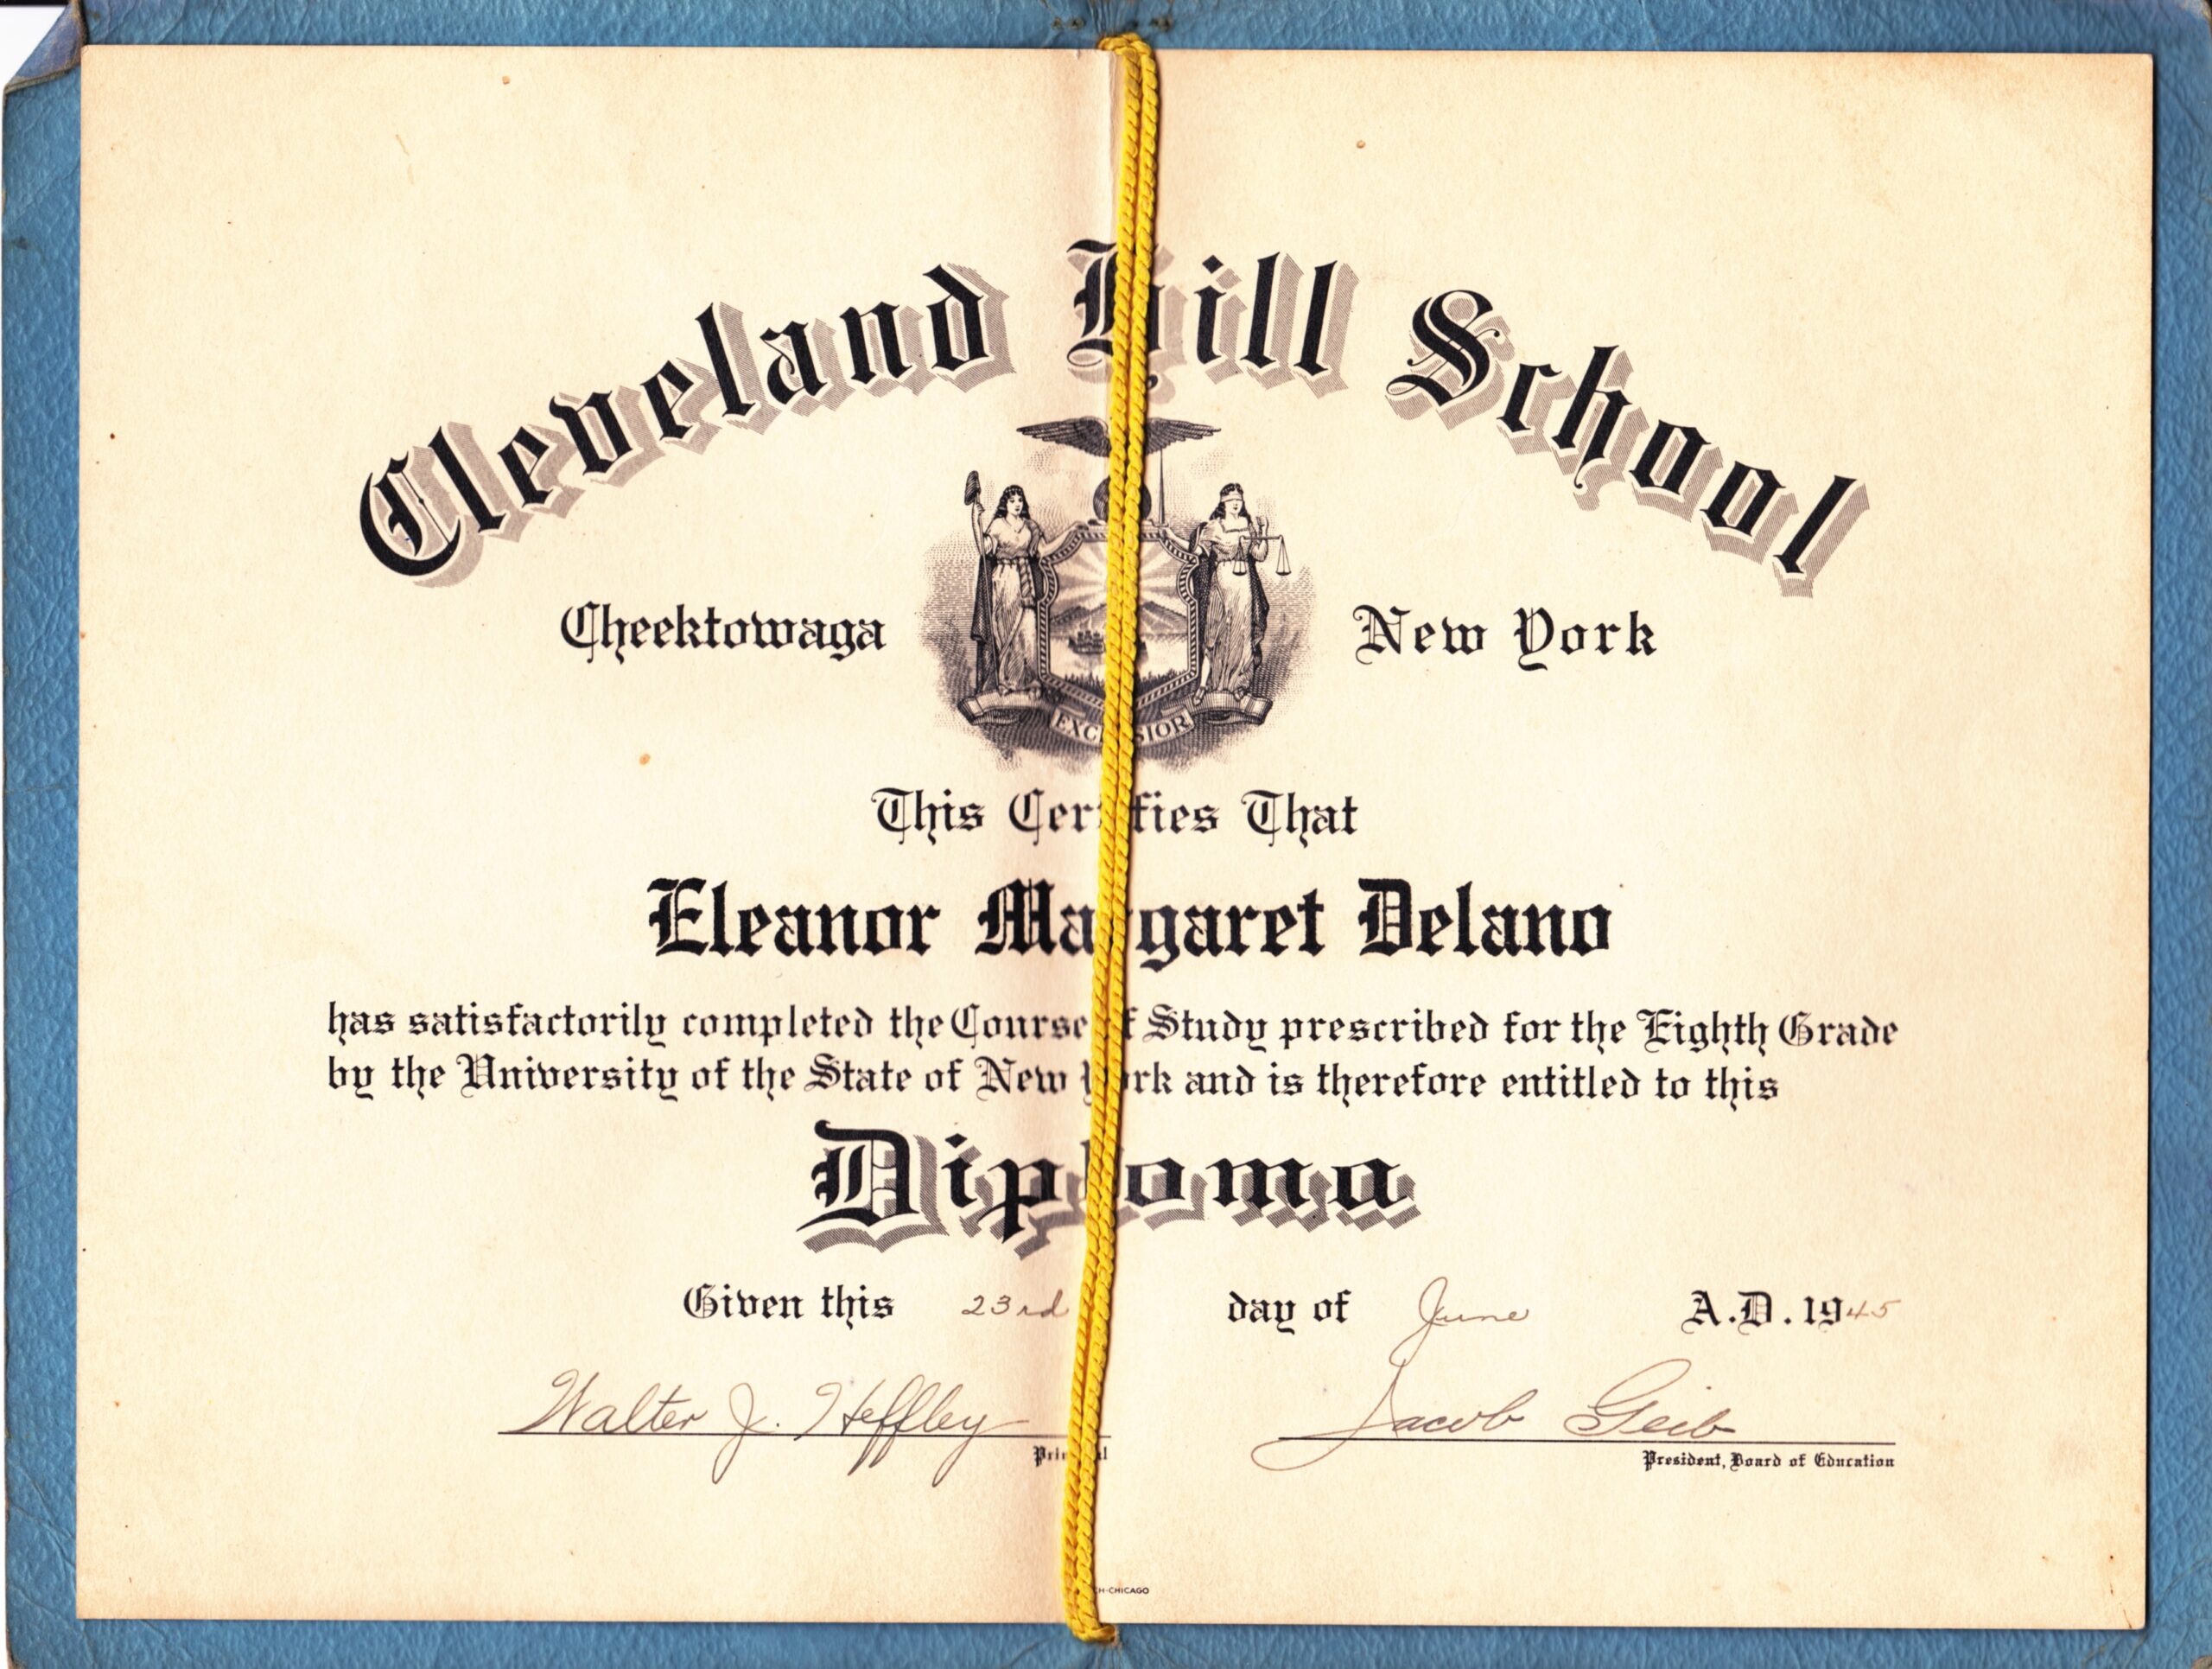 Cleveland Hill School
Cheektowaga New York
EXCELSIOR
This Certifies That
Eleanor Margaret Delano
has satisfactorily completed the Course of Study prescribed for the Eighth Grade
by the University of the State of New York and is therefore entitled to this
Diploma
Given this 23rd day of June A.D. 1945
Walter J. Heffley Jacob Geib
Principal President, Board of Education
CHICAGO